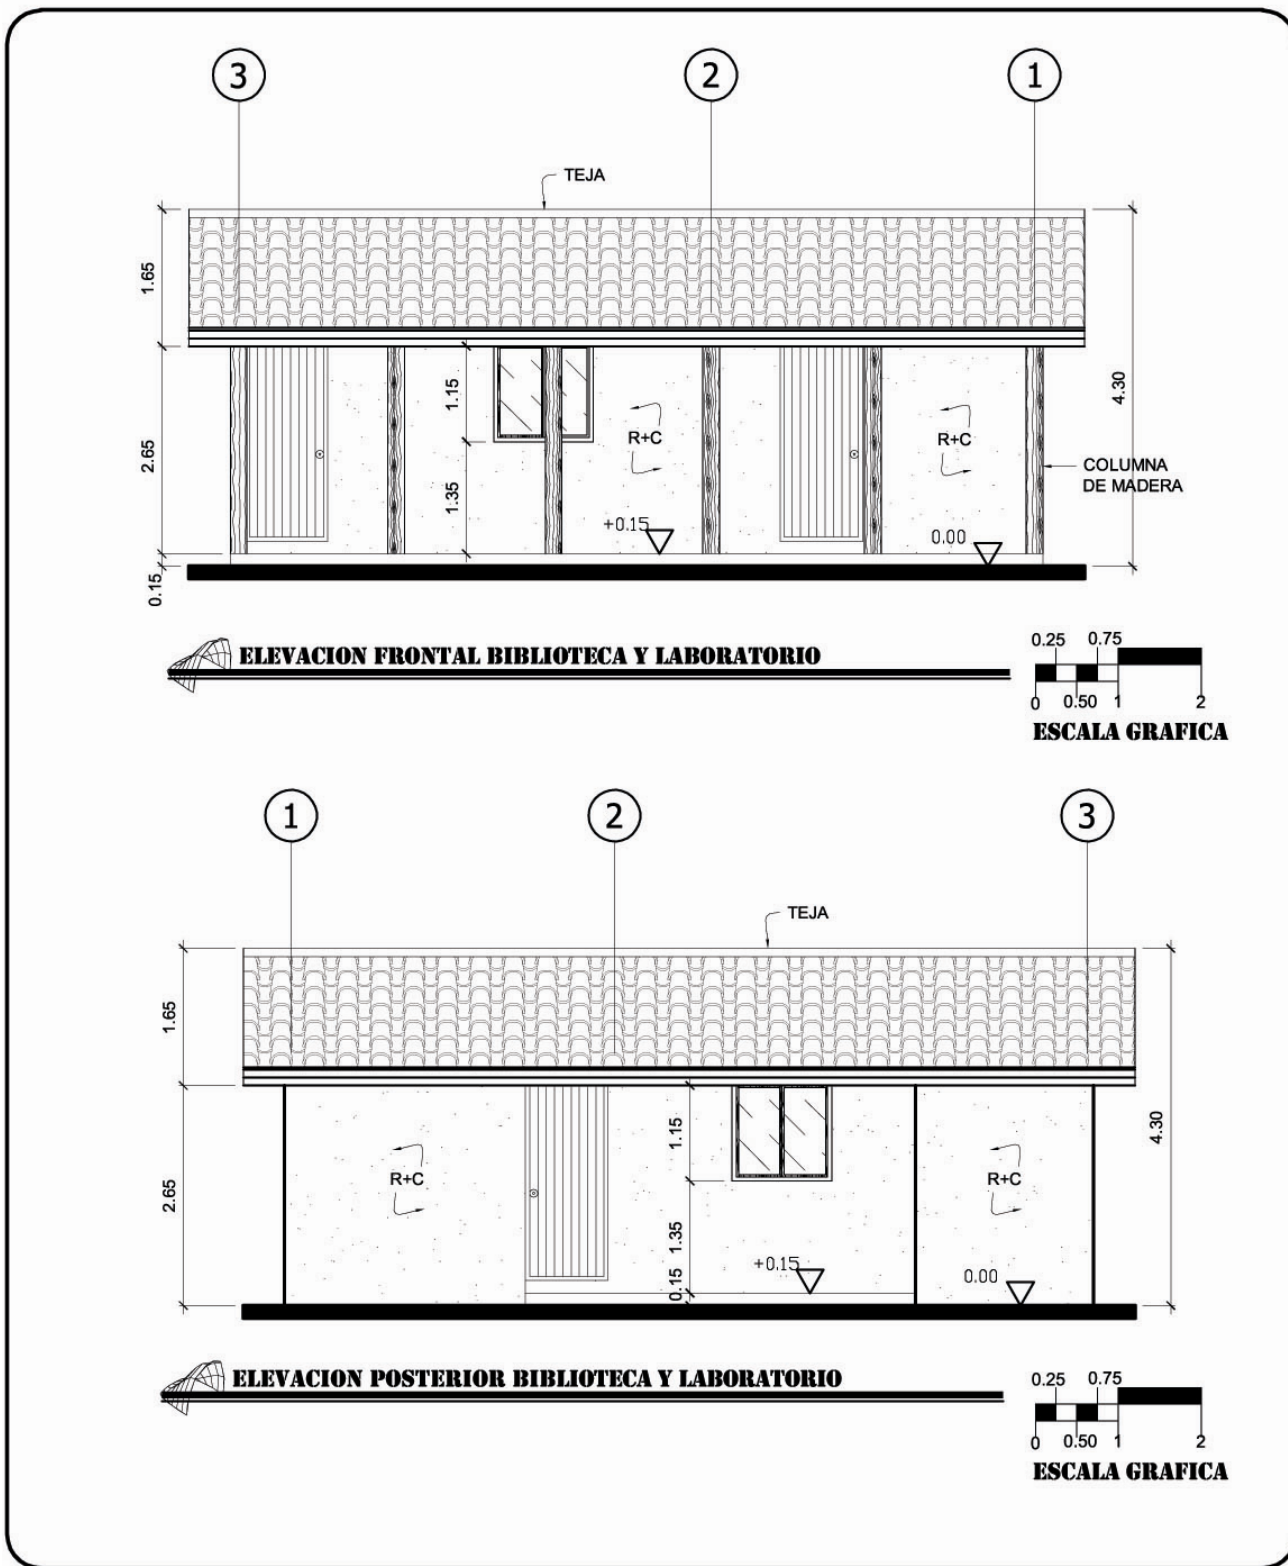 3 2 1
TEJA
1.65
2.65
0.15
1.15
1.35
R+C
R+C
4.30
COLUMNA
DE MADERA
+0.15
0.00
ELEVACION FRONTAL BIBLIOTECA Y LABORATORIO
0.25 0.75
0 0.50 1 2
ESCALA GRAFICA
1 2 3
TEJA
1.65
2.65
1.15
1.35
0.15
R+C
R+C
4.30
+0.15
0.00
ELEVACION POSTERIOR BIBLIOTECA Y LABORATORIO
0.25 0.75
0 0.50 1 2
ESCALA GRAFICA